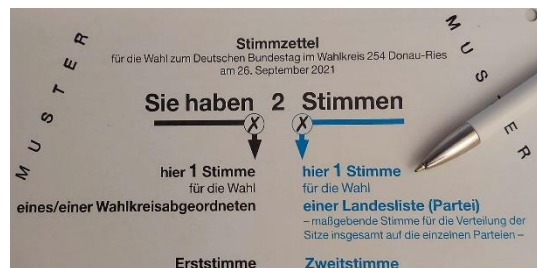 MUSTER
MUSTER
Stimmzettel
für die Wahl zum Deutschen Bundestag im Wahlkreis 254 Donau-Ries
am 26. September 2021
Sie haben 2 Stimmen
X X
hier 1 Stimme
für die Wahl
eines/einer Wahlkreisabgeordneten
hier 1 Stimme
für die Wahl
einer Landesliste (Partei)
– maßgebende Stimme für die Verteilung der
Sitze insgesamt auf die einzelnen Parteien –
Erststimme
Zweitstimme